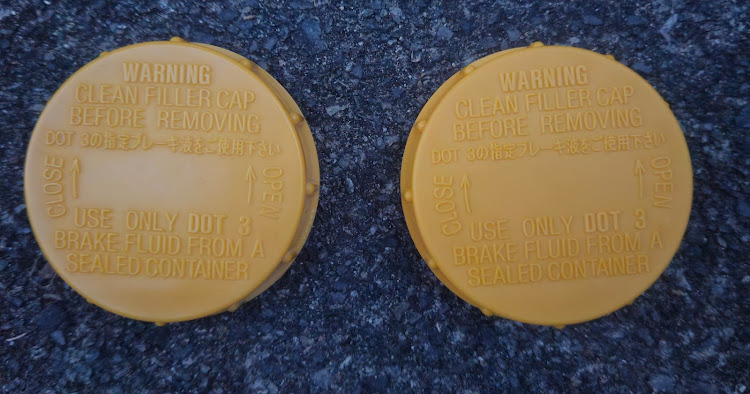 WARNING
CLEAN FILLER CAP
BEFORE REMOVING
DOT 3の指定ブレーキ液をご使用下さい
CLOSE
OPEN
USE ONLY DOT 3
BRAKE FLUID FROM A
SEALED CONTAINER
WARNING
CLEAN FILLER CAP
BEFORE REMOVING
DOT 3の指定ブレーキ液をご使用下さい
CLOSE
OPEN
USE ONLY DOT 3
BRAKE FLUID FROM A
SEALED CONTAINER